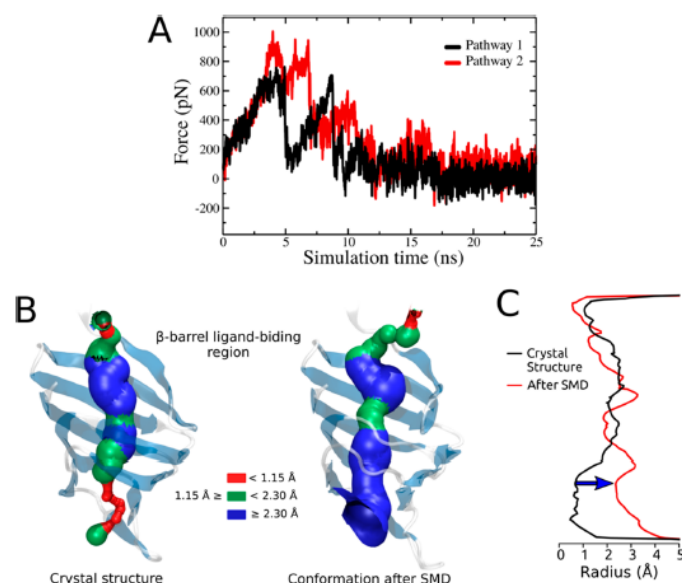 A
1000
800
600
400
200
0
-200
Force (pN)
Pathway 1
Pathway 2
0
5
10
15
20
25
Simulation time (ns)
B
β-barrel ligand-biding
region
< 1.15 Å
1.15 Å ≥ < 2.30 Å
≥ 2.30 Å
Crystal structure
Conformation after SMD
C
Crystal
Structure
After SMD
0 1 2 3 4 5
Radius (Å)